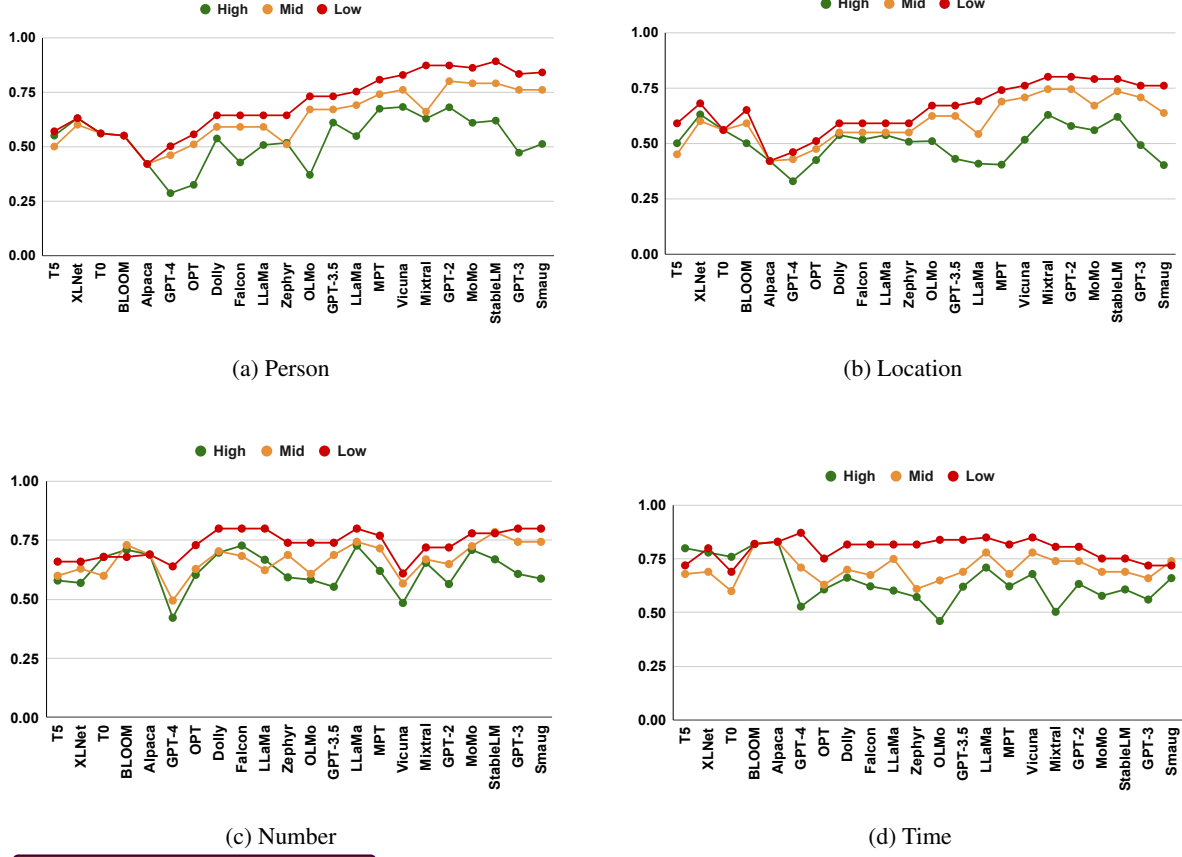 High Mid Low
1.00
0.75
0.50
0.25
0.00
T5
XLNet
T0
BLOOM
Alpaca
GPT-4
OPT
Dolly
Falcon
LLaMa
Zephyr
OLMo
GPT-3.5
LLaMa
MPT
Vicuna
Mixtral
GPT-2
MoMo
StableLM
GPT-3
Smaug
(a) Person
High Mid Low
1.00
0.75
0.50
0.25
0.00
T5
XLNet
T0
BLOOM
Alpaca
GPT-4
OPT
Dolly
Falcon
LLaMa
Zephyr
OLMo
GPT-3.5
LLaMa
MPT
Vicuna
Mixtral
GPT-2
MoMo
StableLM
GPT-3
Smaug
(b) Location
High Mid Low
1.00
0.75
0.50
0.25
0.00
T5
XLNet
T0
BLOOM
Alpaca
GPT-4
OPT
Dolly
Falcon
LLaMa
Zephyr
OLMo
GPT-3.5
LLaMa
MPT
Vicuna
Mixtral
GPT-2
MoMo
StableLM
GPT-3
Smaug
(c) Number
High Mid Low
1.00
0.75
0.50
0.25
0.00
T5
XLNet
T0
BLOOM
Alpaca
GPT-4
OPT
Dolly
Falcon
LLaMa
Zephyr
OLMo
GPT-3.5
LLaMa
MPT
Vicuna
Mixtral
GPT-2
MoMo
StableLM
GPT-3
Smaug
(d) Time